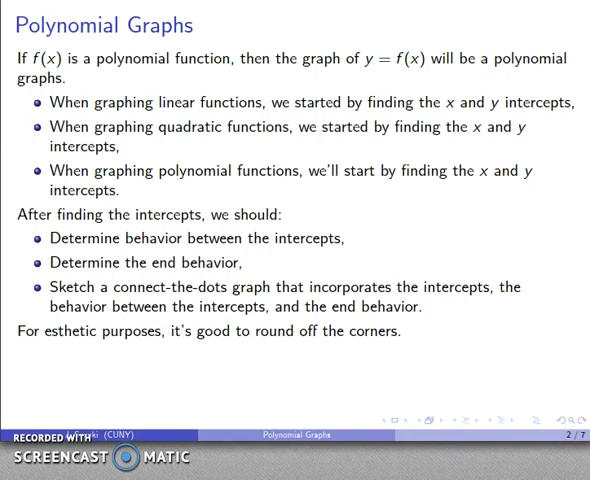 Polynomial Graphs
If f(x) is a polynomial function, then the graph of y = f(x) will be a polynomial
graphs.
When graphing linear functions, we started by finding the x and y intercepts,
When graphing quadratic functions, we started by finding the x and y
intercepts,
When graphing polynomial functions, we'll start by finding the x and y
intercepts.
After finding the intercepts, we should:
Determine behavior between the intercepts,
Determine the end behavior,
Sketch a connect-the-dots graph that incorporates the intercepts, the
behavior between the intercepts, and the end behavior.
For esthetic purposes, it's good to round off the corners.
(CUNY) Polynomial Graphs 2 / 7
RECORDED WITH
SCREENCAST MATIC